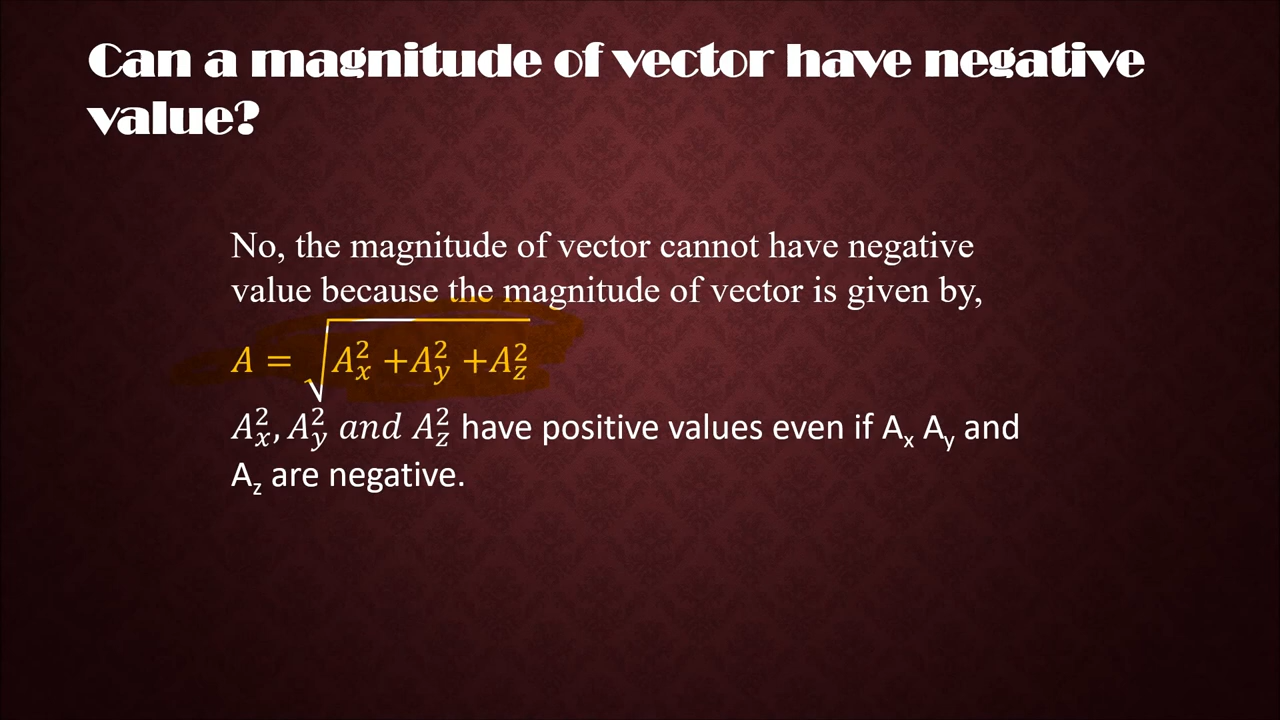 Can a magnitude of vector have negative
value?
No, the magnitude of vector cannot have negative
value because the magnitude of vector is given by,
$A = \sqrt{A_x^2 + A_y^2 + A_z^2}$
$A_x^2, A_y^2$ and $A_z^2$ have positive values even if $A_x$ $A_y$ and
$A_z$ are negative.